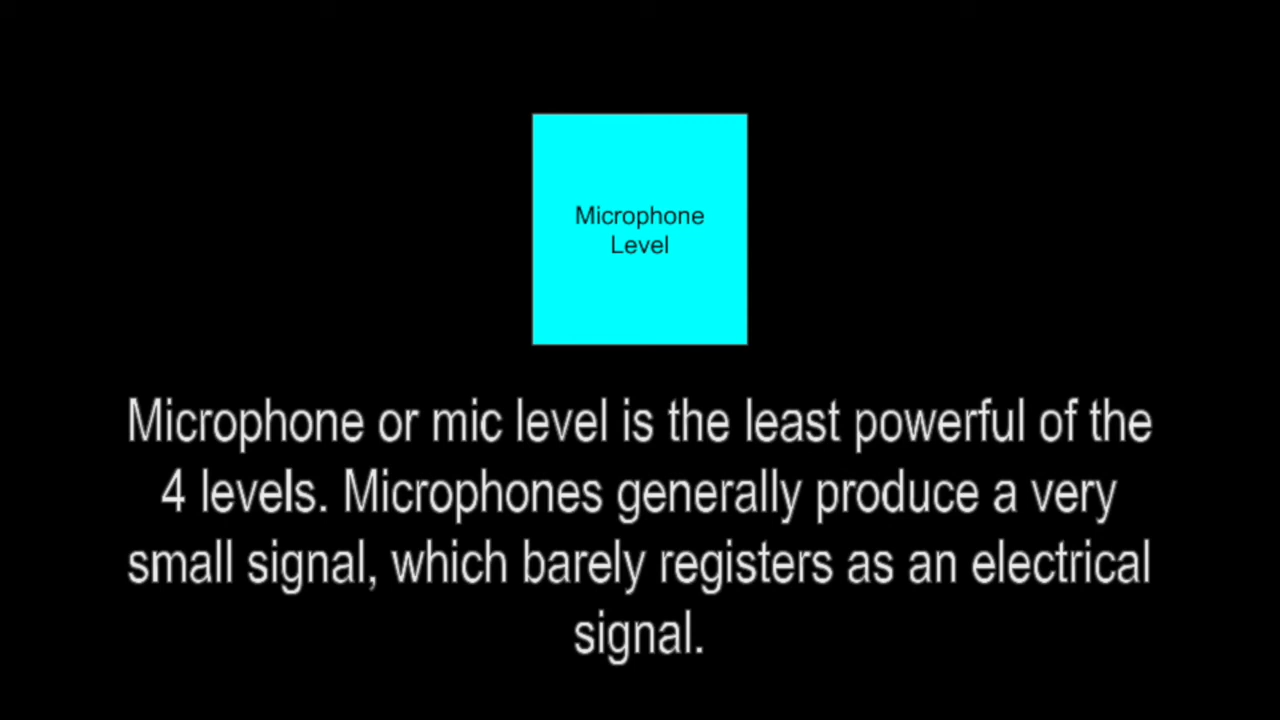 Microphone
Level
Microphone or mic level is the least powerful of the
4 levels. Microphones generally produce a very
small signal, which barely registers as an electrical
signal.